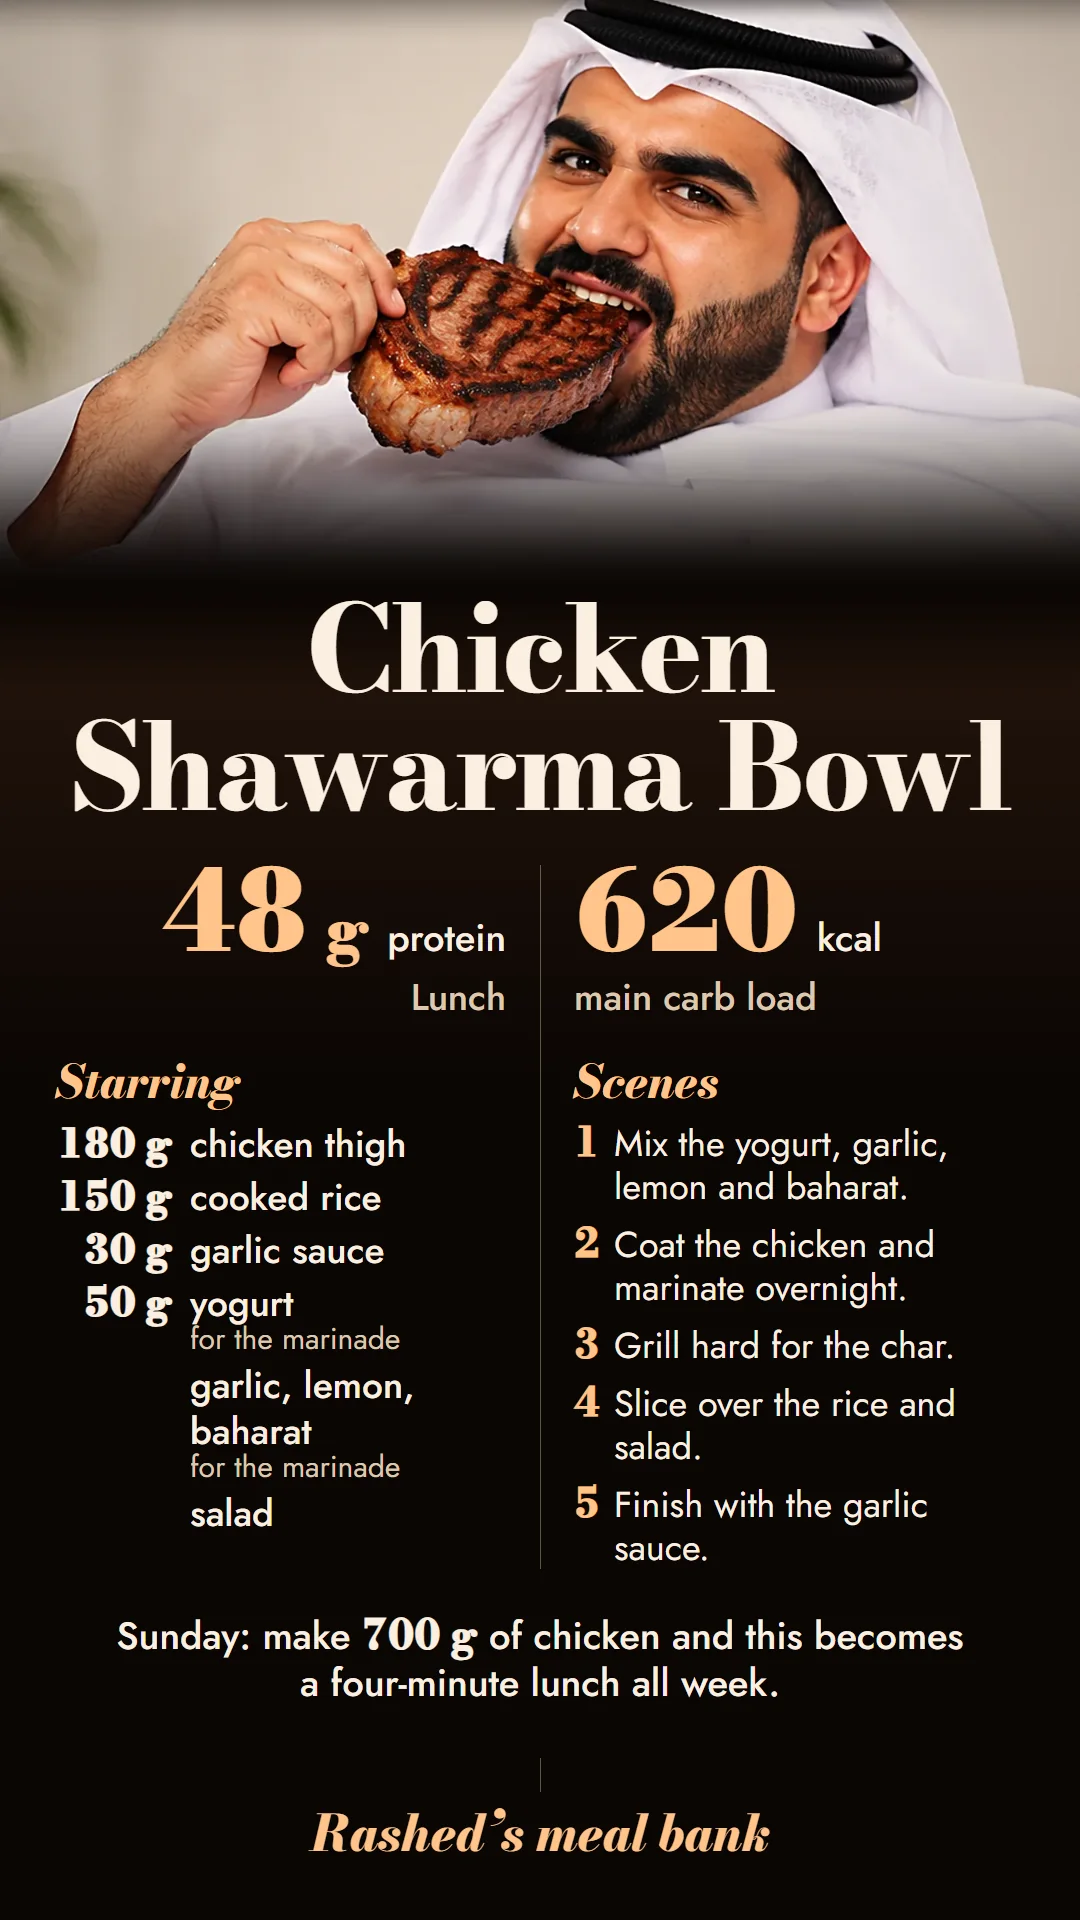 Chicken
Shawarma Bowl
48 g protein
Lunch
620 kcal
main carb load
Starring
180 g chicken thigh
150 g cooked rice
30 g garlic sauce
50 g yogurt
for the marinade
garlic, lemon,
baharat
for the marinade
salad
Scenes
1 Mix the yogurt, garlic,
lemon and baharat.
2 Coat the chicken and
marinate overnight.
3 Grill hard for the char.
4 Slice over the rice and
salad.
5 Finish with the garlic
sauce.
Sunday: make 700 g of chicken and this becomes
a four-minute lunch all week.
Rashed’s meal bank